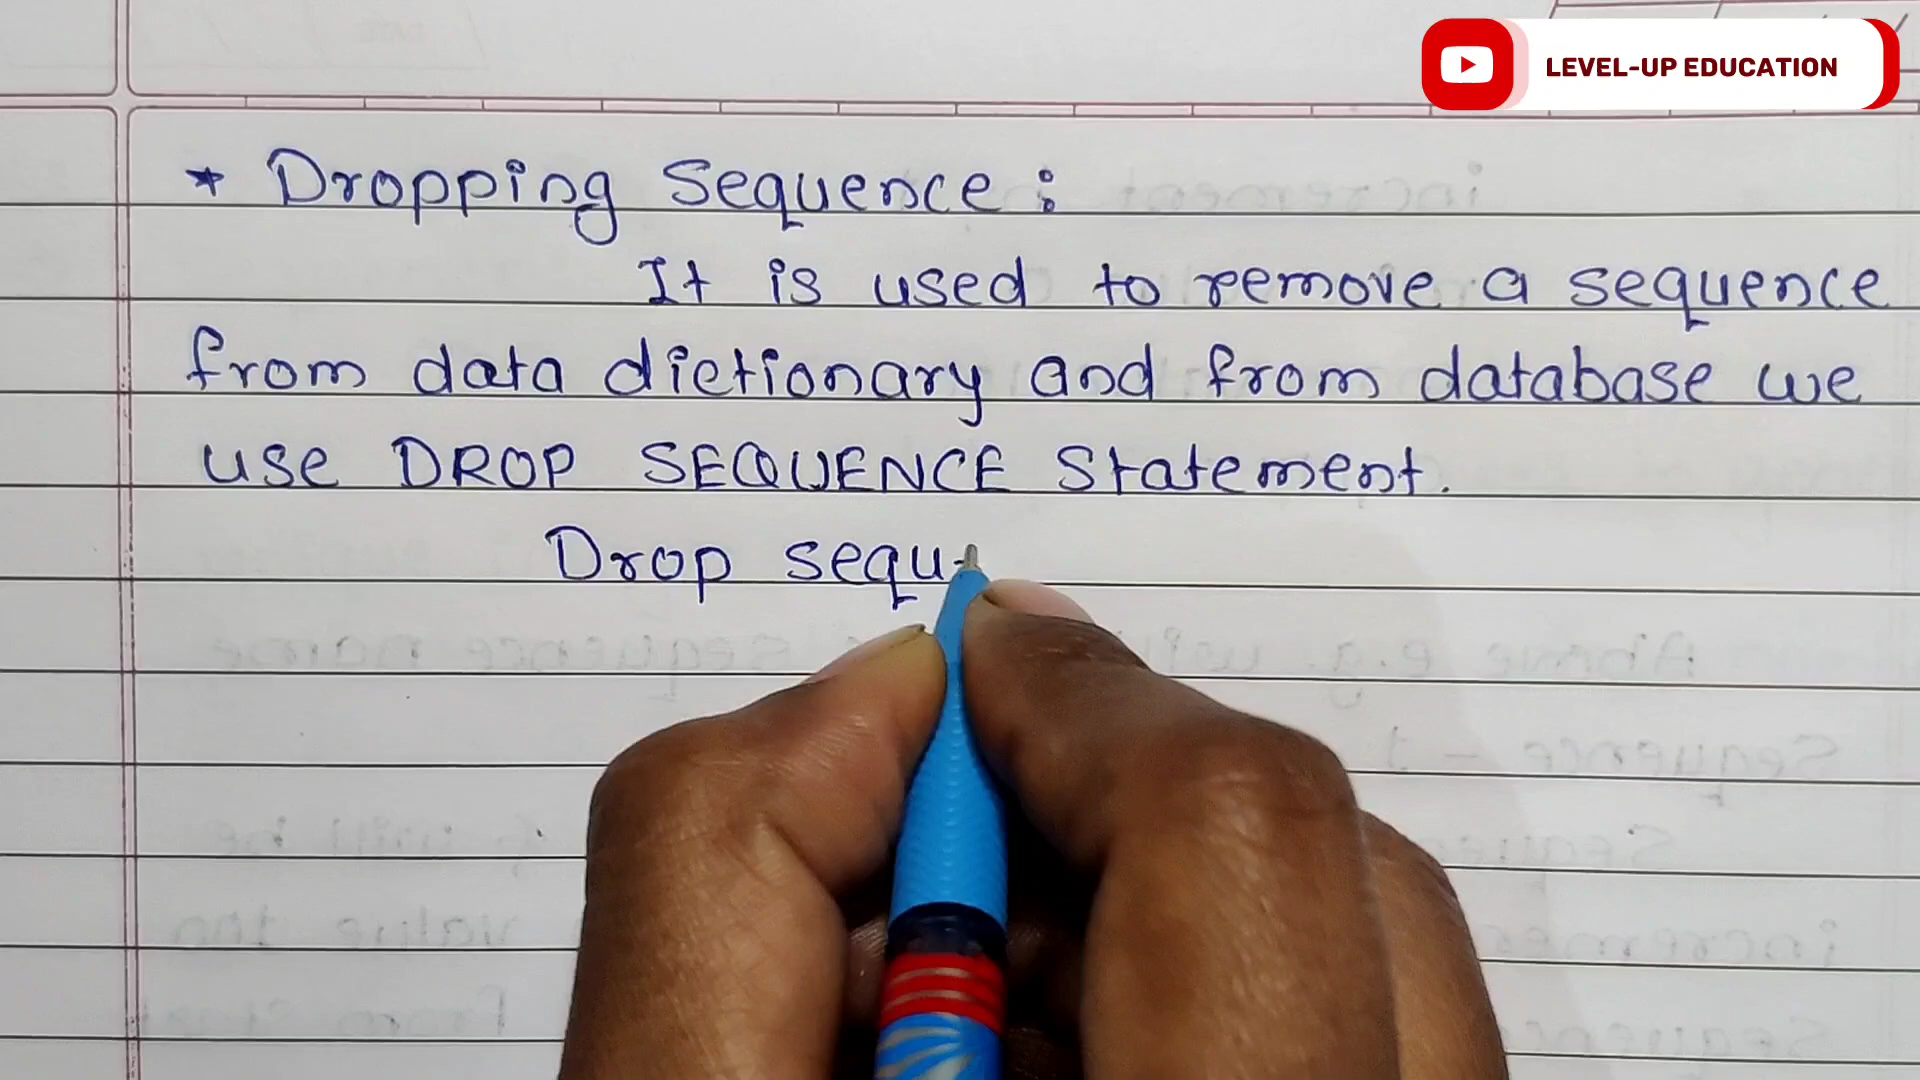 LEVEL-UP EDUCATION
* Dropping Sequence :
It is used to remove a sequence
from data dictionary and from database we
use DROP SEQUENCE Statement.
Drop sequ